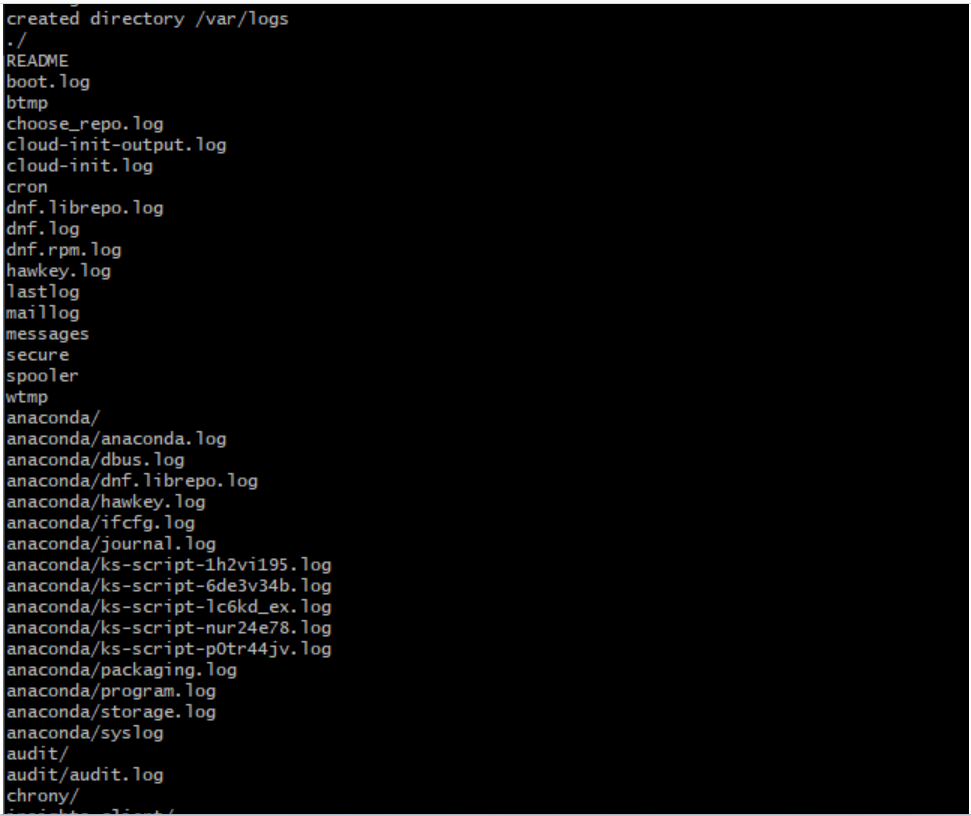 created directory /var/logs
./
README
boot.log
btmp
choose_repo.log
cloud-init-output.log
cloud-init.log
cron
dnf.librepo.log
dnf.log
dnf.rpm.log
hawkey.log
lastlog
maillog
messages
secure
spooler
wtmp
anaconda/
anaconda/anaconda.log
anaconda/dbus.log
anaconda/dnf.librepo.log
anaconda/hawkey.log
anaconda/ifcfg.log
anaconda/journal.log
anaconda/ks-script-1h2vi195.log
anaconda/ks-script-6de3v34b.log
anaconda/ks-script-lc6kd_ex.log
anaconda/ks-script-nur24e78.log
anaconda/ks-script-p0tr44jv.log
anaconda/packaging.log
anaconda/program.log
anaconda/storage.log
anaconda/syslog
audit/
audit/audit.log
chrony/